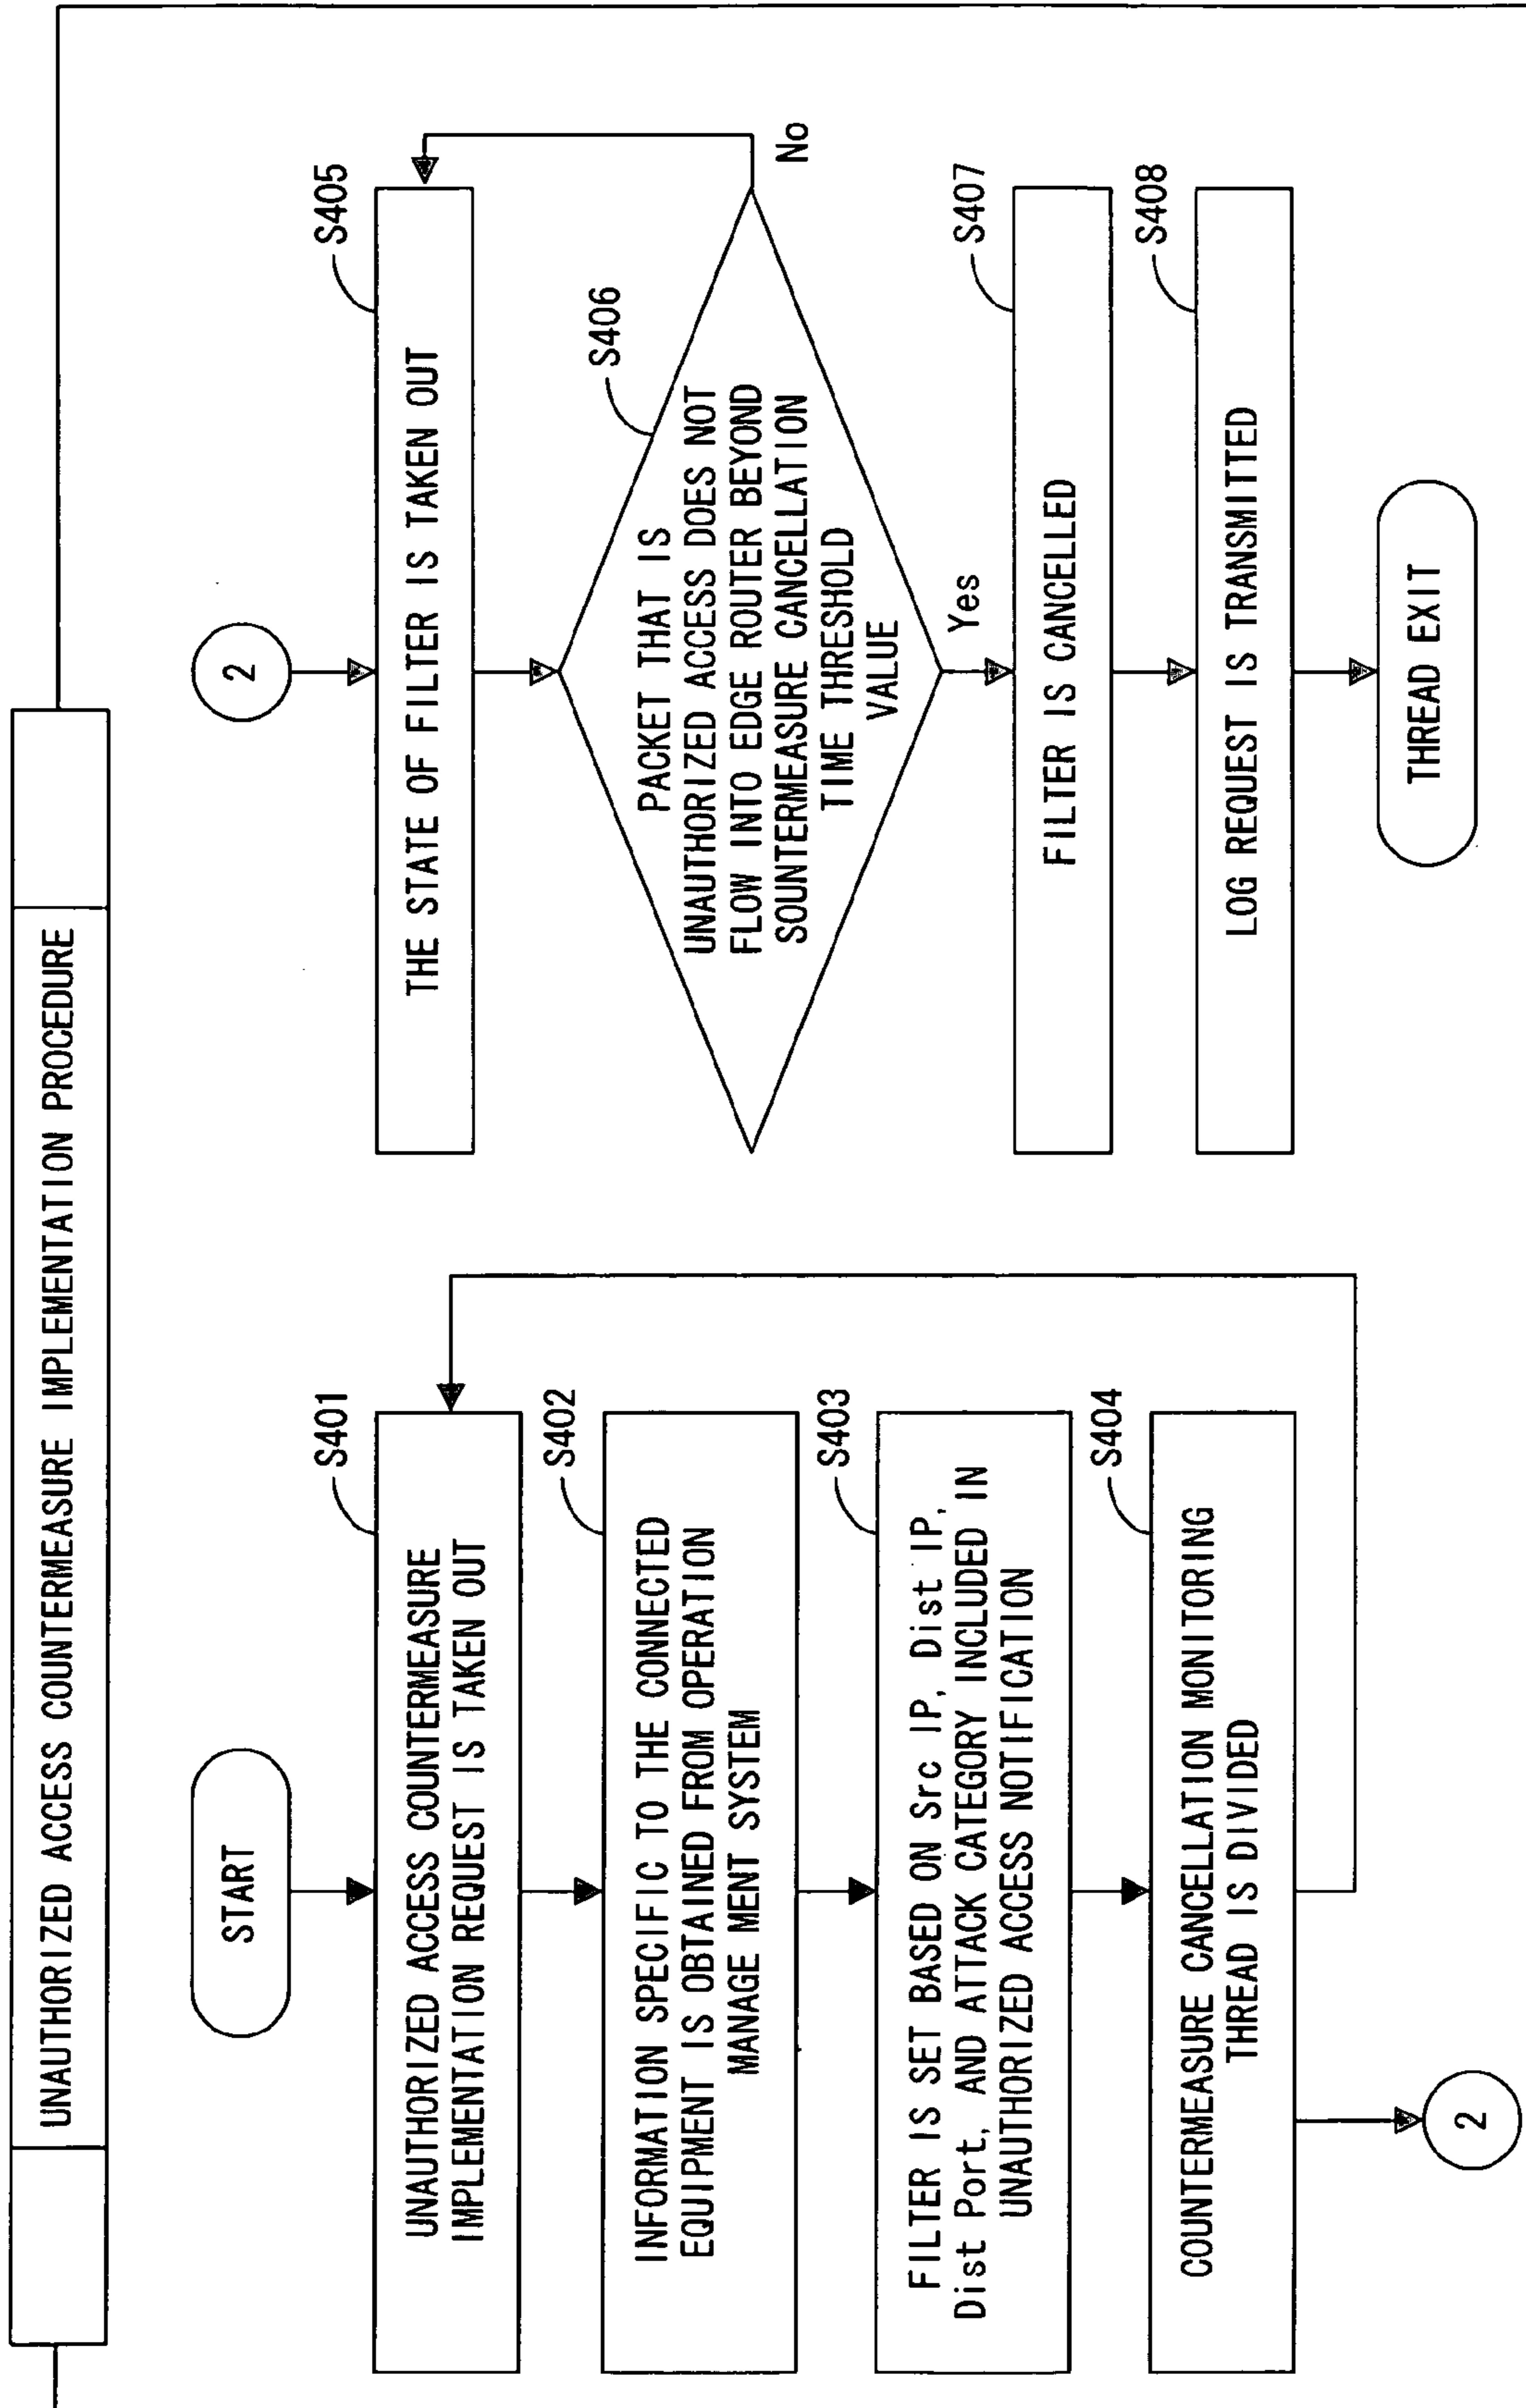 UNAUTHORIZED ACCESS COUNTERMEASURE IMPLEMENTATION PROCEDURE
START
S401
UNAUTHORIZED ACCESS COUNTERMEASURE
IMPLEMENTATION REQUEST IS TAKEN OUT
S402
INFORMATION SPECIFIC TO THE CONNECTED
EQUIPMENT IS OBTAINED FROM OPERATION
MANAGE MENT SYSTEM
S403
FILTER IS SET BASED ON Src IP, Dist IP,
Dist Port, AND ATTACK CATEGORY INCLUDED IN
UNAUTHORIZED ACCESS NOTIFICATION
S404
COUNTERMEASURE CANCELLATION MONITORING
THREAD IS DIVIDED
2
2
S405
THE STATE OF FILTER IS TAKEN OUT
S406
PACKET THAT IS
UNAUTHORIZED ACCESS DOES NOT
FLOW INTO EDGE ROUTER BEYOND
SOUNTERMEASURE CANCELLATION
TIME THRESHOLD
VALUE
No
Yes
S407
FILTER IS CANCELLED
S408
LOG REQUEST IS TRANSMITTED
THREAD EXIT